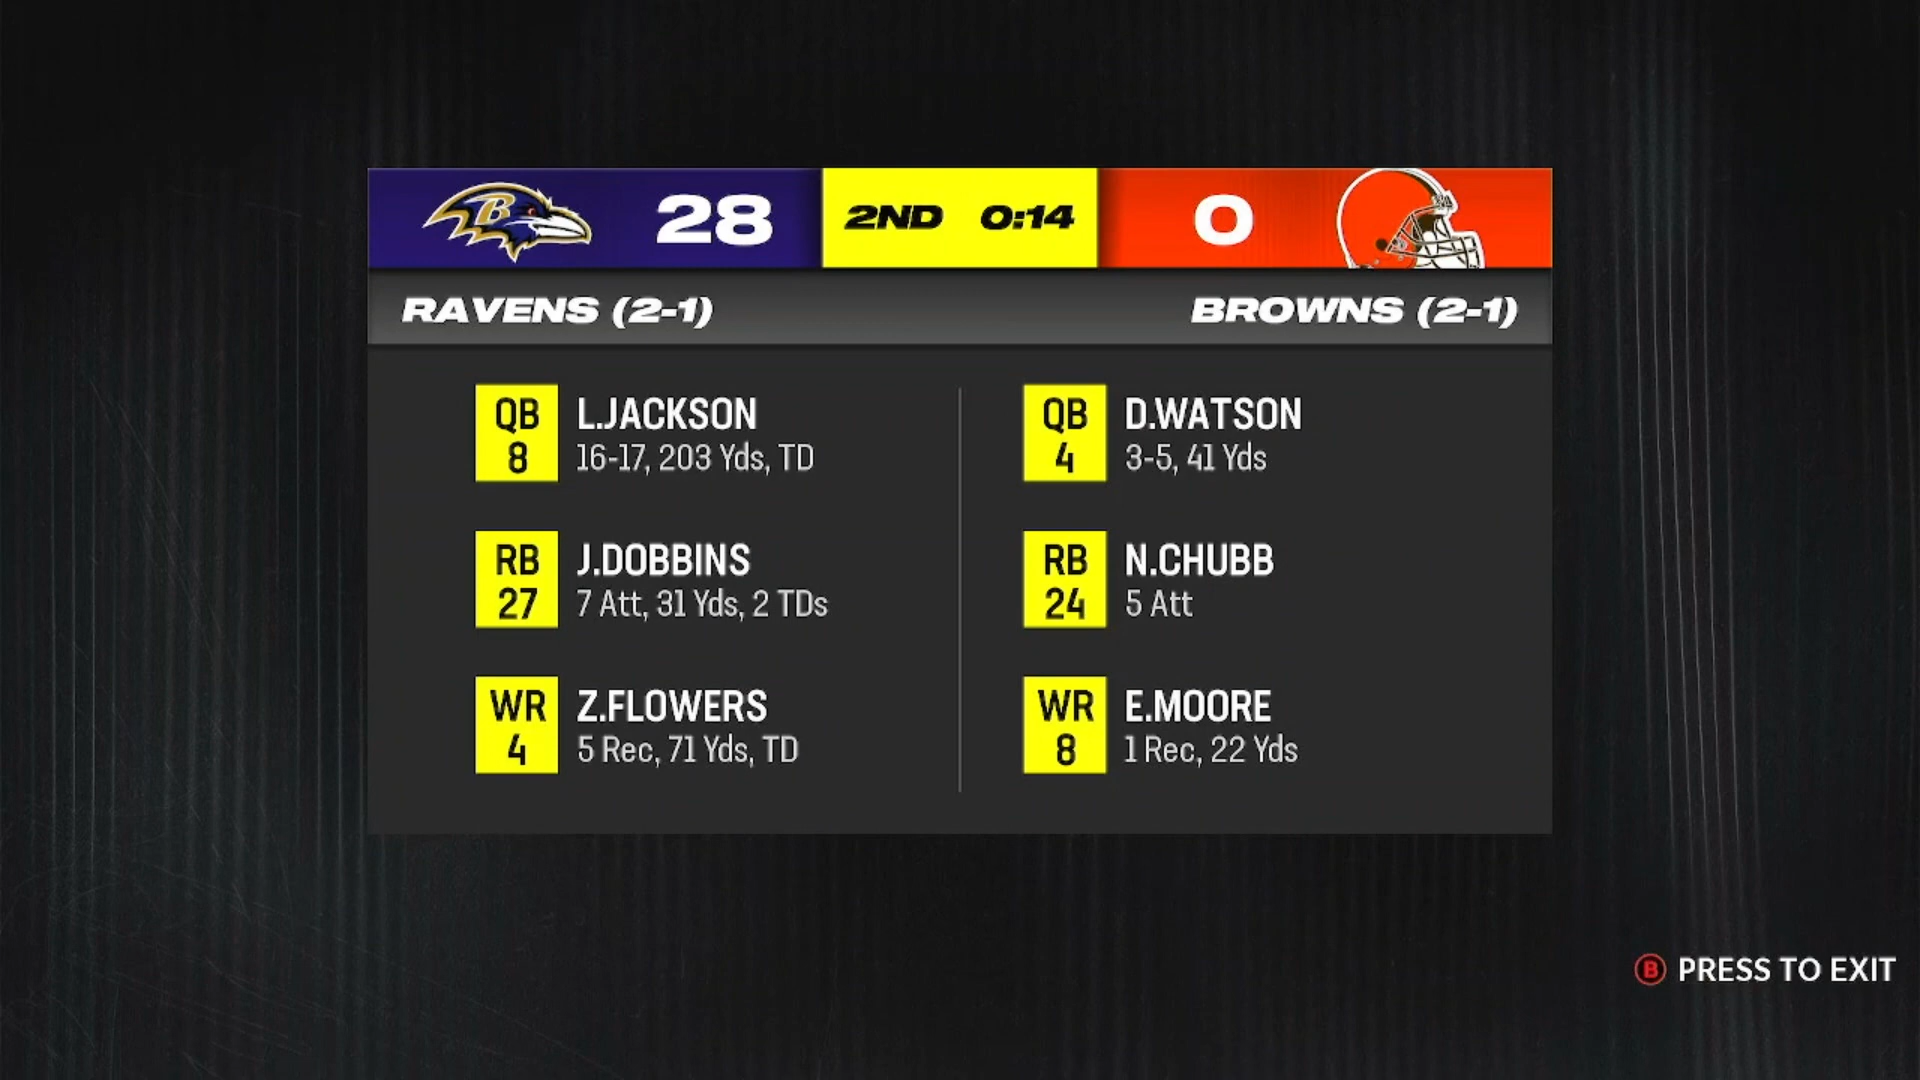 B 28 2ND 0:14 0
RAVENS (2-1) BROWNS (2-1)
QB 8 L.JACKSON
16-17, 203 Yds, TD
RB 27 J.DOBBINS
7 Att, 31 Yds, 2 TDs
WR 4 Z.FLOWERS
5 Rec, 71 Yds, TD
QB 4 D.WATSON
3-5, 41 Yds
RB 24 N.CHUBB
5 Att
WR 8 E.MOORE
1 Rec, 22 Yds
B PRESS TO EXIT